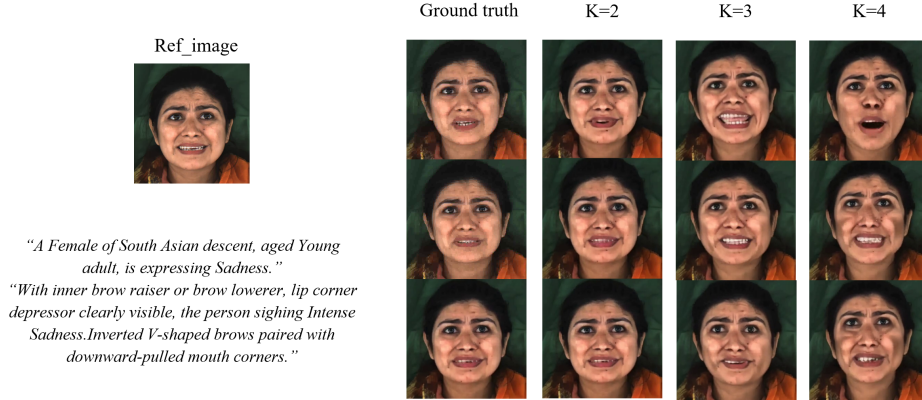 Ground truth K=2 K=3 K=4
Ref_image
“A Female of South Asian descent, aged Young
adult, is expressing Sadness.”
“With inner brow raiser or brow lowerer, lip corner
depressor clearly visible, the person sighing Intense
Sadness.Inverted V-shaped brows paired with
downward-pulled mouth corners.”